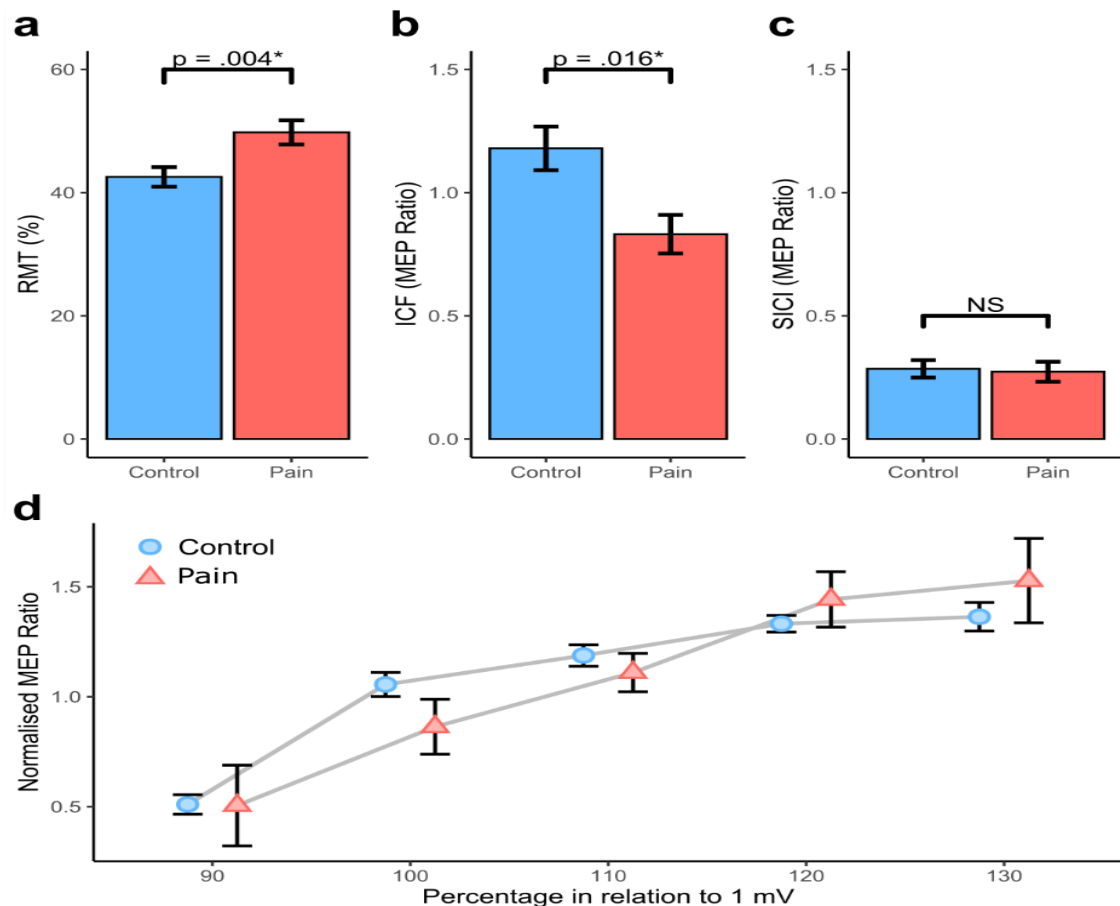 a
p = .004*
60
40
20
0
RMT (%)
Control Pain
b
p = .016*
1.5
1.0
0.5
0.0
ICF (MEP Ratio)
Control Pain
c
1.5
1.0
0.5
0.0
SICI (MEP Ratio)
NS
Control Pain
d
Control
Pain
1.5
1.0
0.5
Normalised MEP Ratio
90 100 110 120 130
Percentage in relation to 1 mV